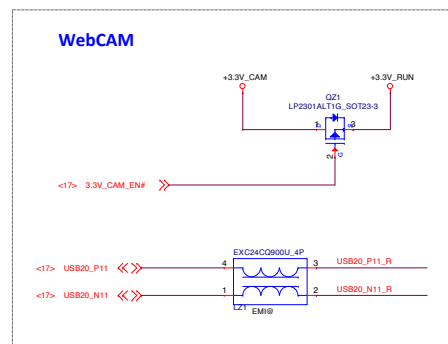 WebCAM
+3.3V_CAM
+3.3V_RUN
QZ1
LP2301ALT1G_SOT23-3
1
D
S
3
2
G
<17> 3.3V_CAM_EN#
EXC24CQ900U_4P
<17> USB20_P11
4
3
USB20_P11_R
<17> USB20_N11
1
2
USB20_N11_R
LZ1
EMI@